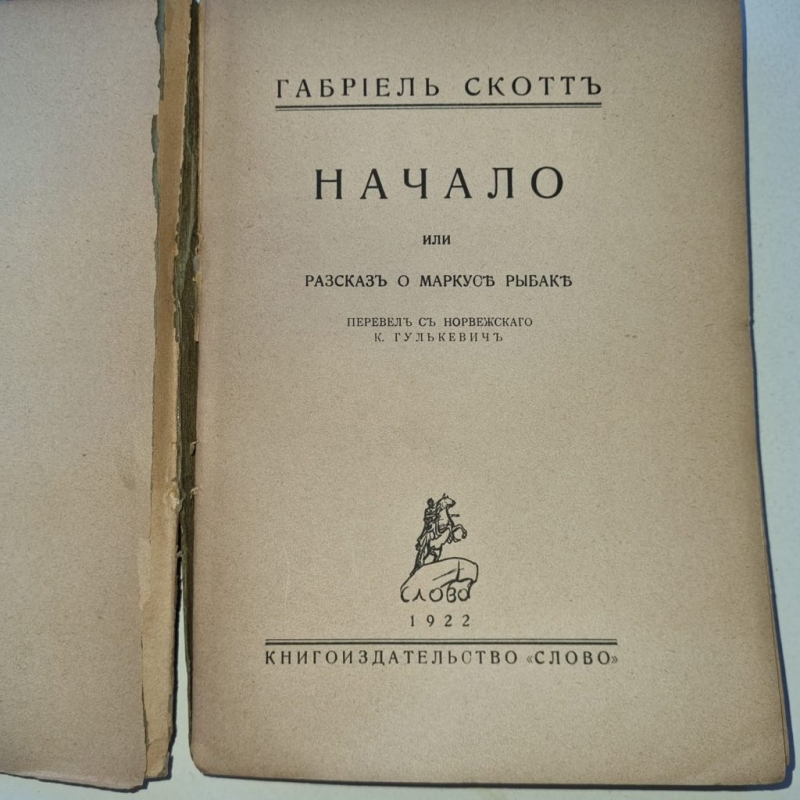 ГАБРІЕЛЬ СКОТТЪ
НАЧАЛО
ИЛИ
РАЗСКАЗЪ О МАРКУСѢ РЫБАКѢ
ПЕРЕВЕЛЪ СЪ НОРВЕЖСКАГО
К. ГУЛЬКЕВИЧЪ
СЛОВО
1922
КНИГОИЗДАТЕЛЬСТВО «СЛОВО»